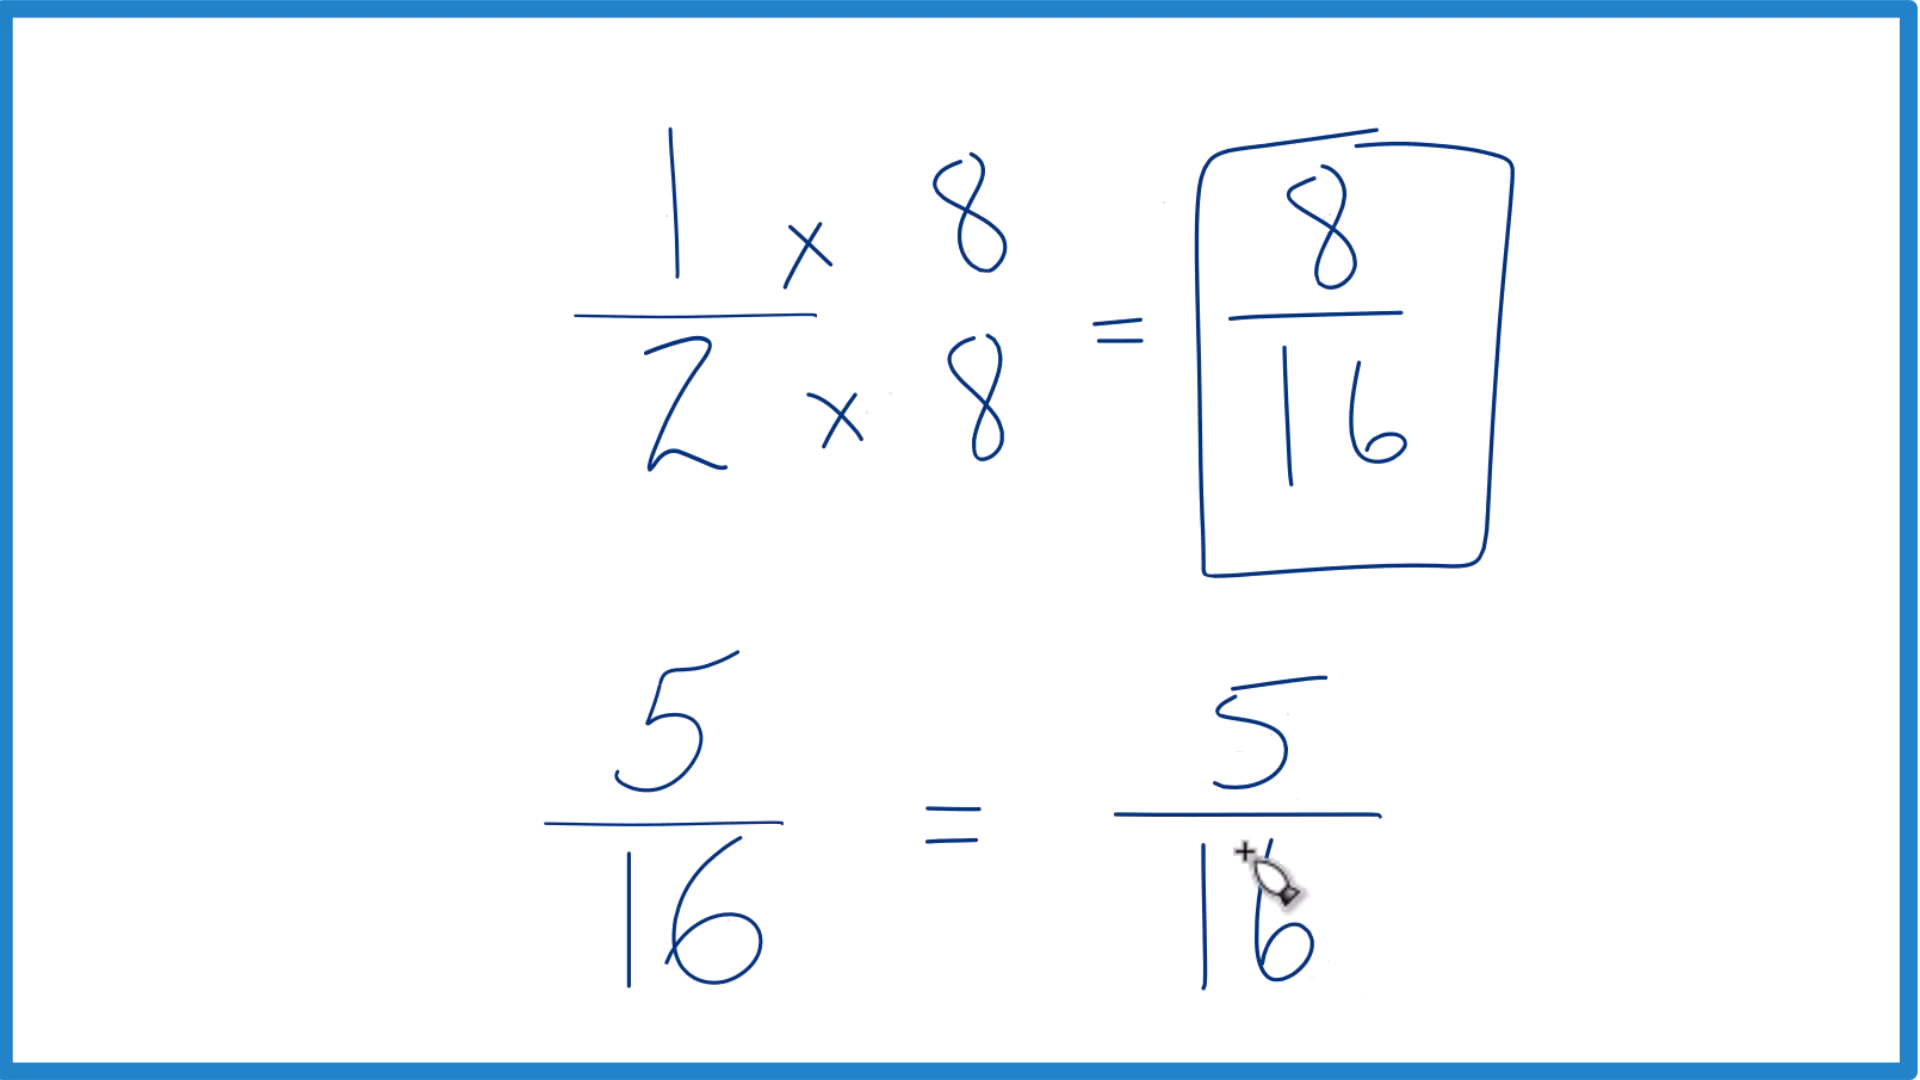 1 × 8 = 8
2 × 8 16
5 = 5
16 16